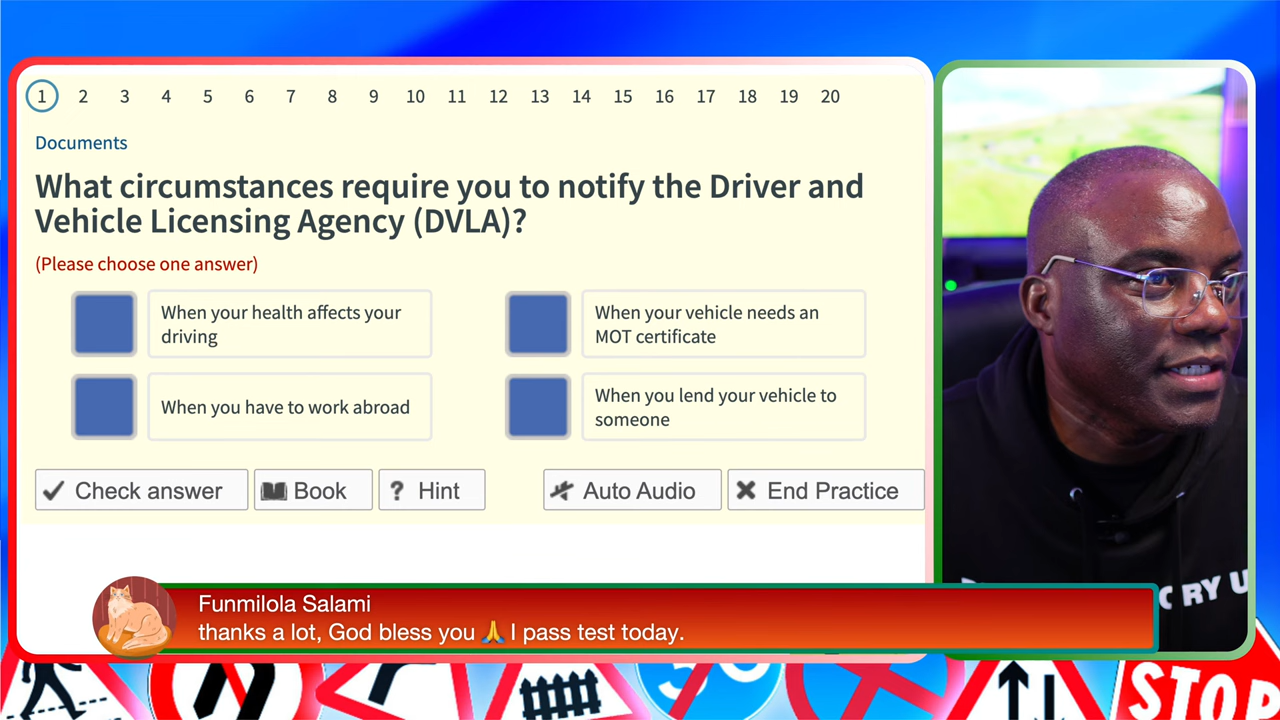 1 2 3 4 5 6 7 8 9 10 11 12 13 14 15 16 17 18 19 20
Documents
What circumstances require you to notify the Driver and
Vehicle Licensing Agency (DVLA)?
(Please choose one answer)
When your health affects your
driving
When your vehicle needs an
MOT certificate
When you have to work abroad
When you lend your vehicle to
someone
Check answer
Book
? Hint
Auto Audio
End Practice
Funmilola Salami
thanks a lot, God bless you 🙏 I pass test today.
STOP